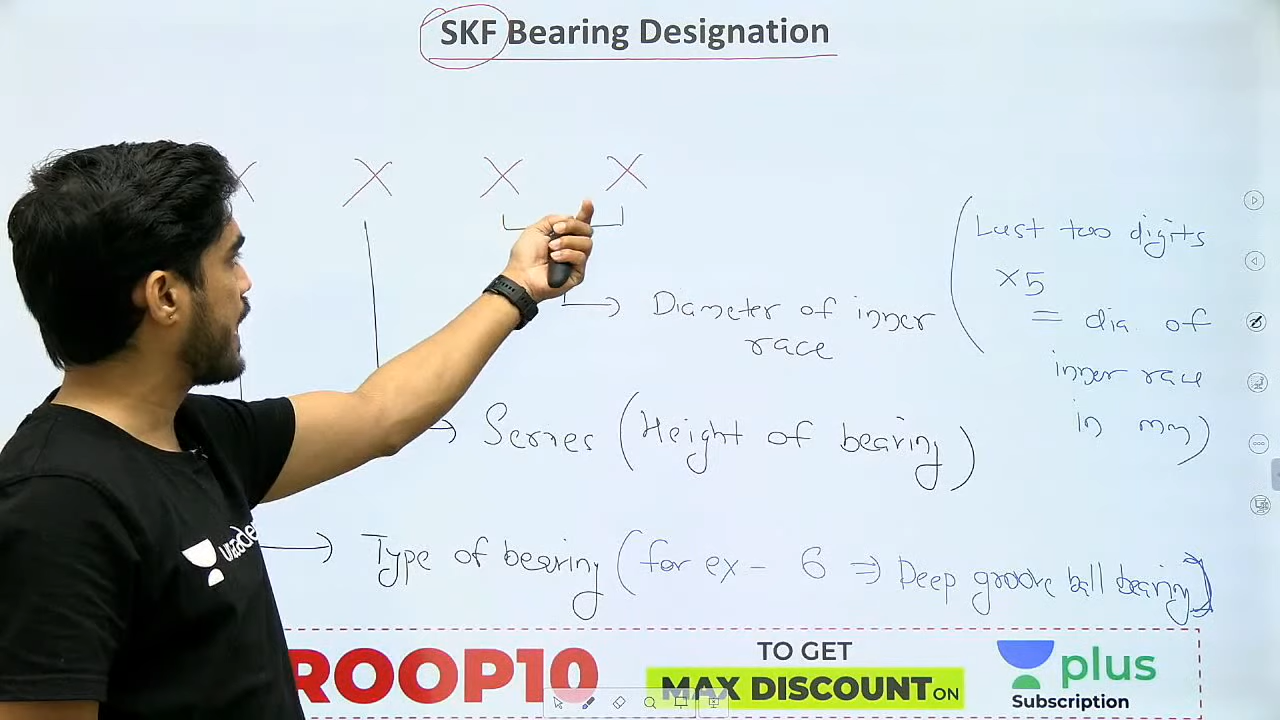 SKF Bearing Designation
X X X X
Last two digits
×5
= dia. of
inner race
in mm)
Diameter of inner
race
Series (Height of bearing)
Type of bearing (for ex - 6 ⇒ Deep groove ball bearing)
ROOP10
TO GET
MAX DISCOUNT ON
plus
Subscription